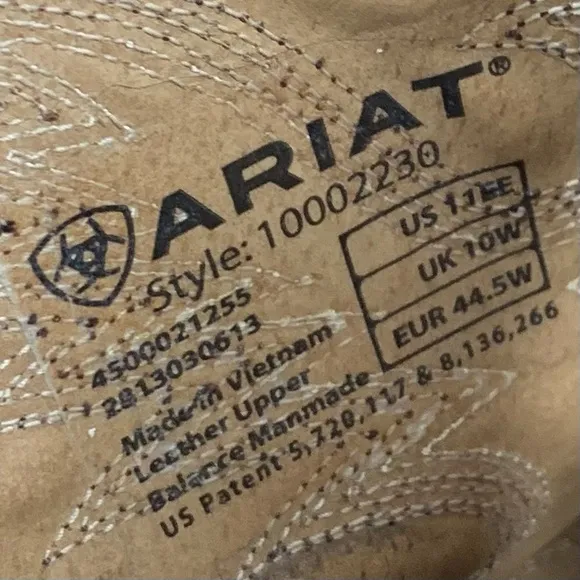 ARIAT®
Style: 10002230
US 11EE
UK 10W
EUR 44.5W
4500021255
2813030613
Made in Vietnam
Leather Upper
Balance Manmade
US Patent 5,720,117 & 8,136,266